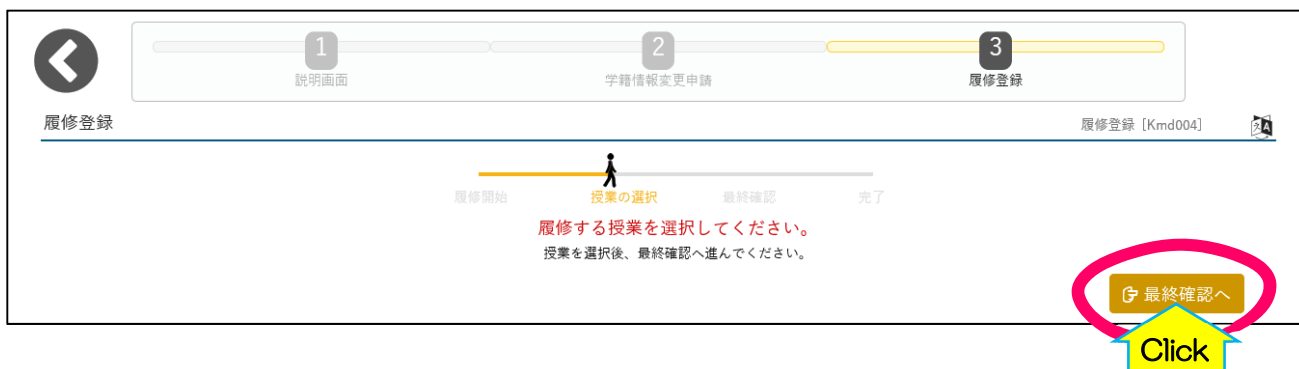 1
説明画面
2
学籍情報変更申請
3
履修登録
履修登録
履修登録 [Kmd004]
履修開始
授業の選択
最終確認
完了
履修する授業を選択してください。
授業を選択後、最終確認へ進んでください。
最終確認へ
Click